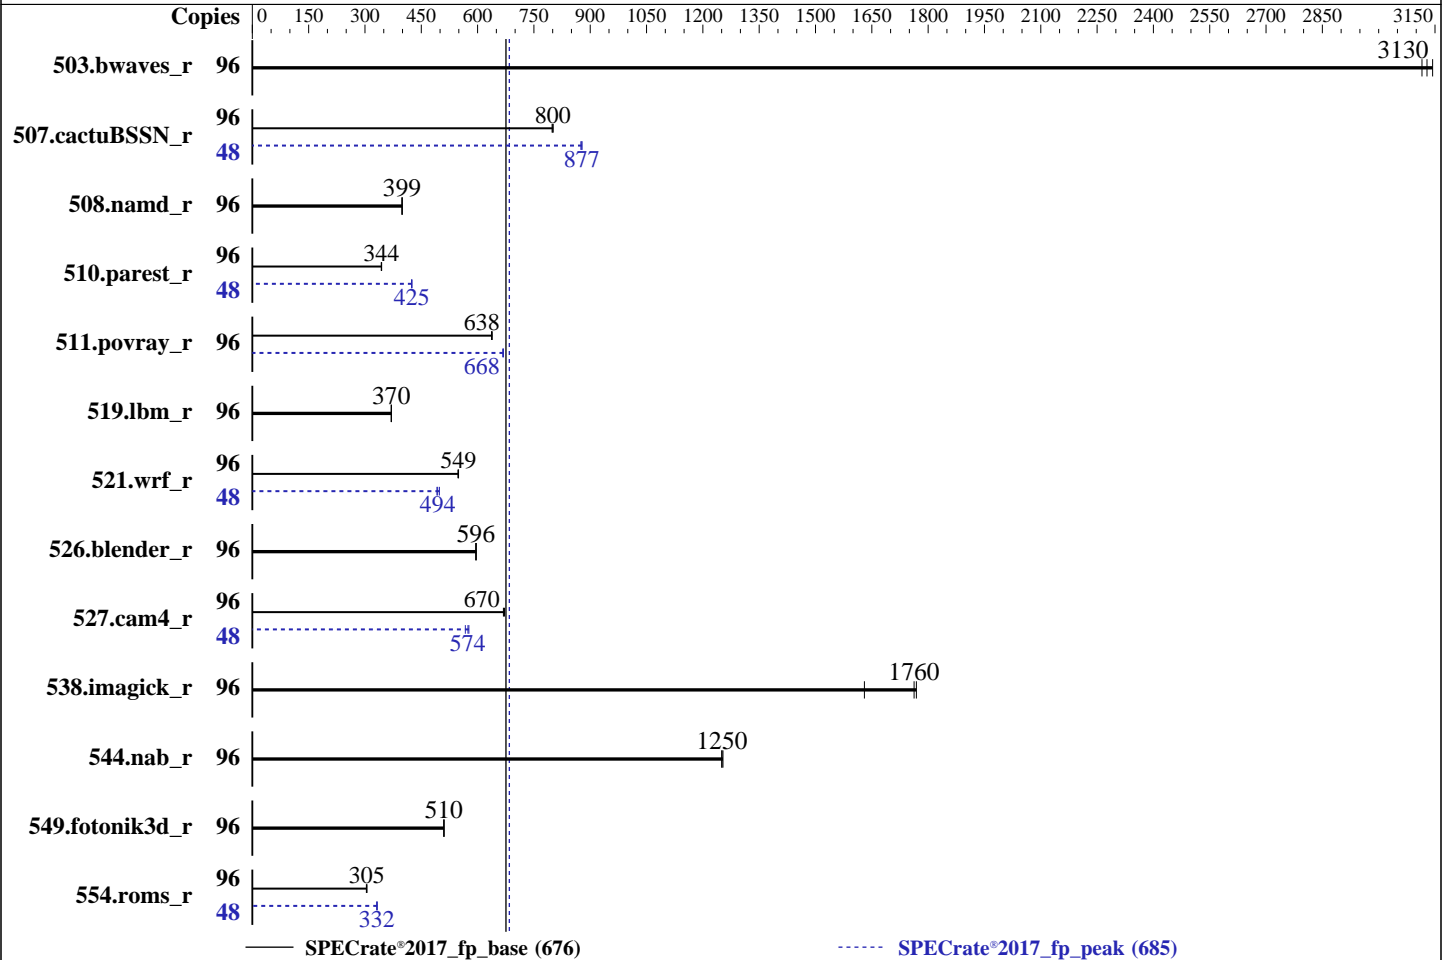 Copies 0 150 300 450 600 750 900 1050 1200 1350 1500 1650 1800 1950 2100 2250 2400 2550 2700 2850 3150
503.bwaves_r 96 3130
507.cactuBSSN_r 96 800
48 877
508.namd_r 96 399
510.parest_r 96 344
48 425
511.povray_r 96 638
668
519.lbm_r 96 370
521.wrf_r 96 549
48 494
526.blender_r 96 596
527.cam4_r 96 670
48 574
538.imagick_r 96 1760
544.nab_r 96 1250
549.fotonik3d_r 96 510
554.roms_r 96 305
48 332
SPECrate®2017_fp_base (676) SPECrate®2017_fp_peak (685)